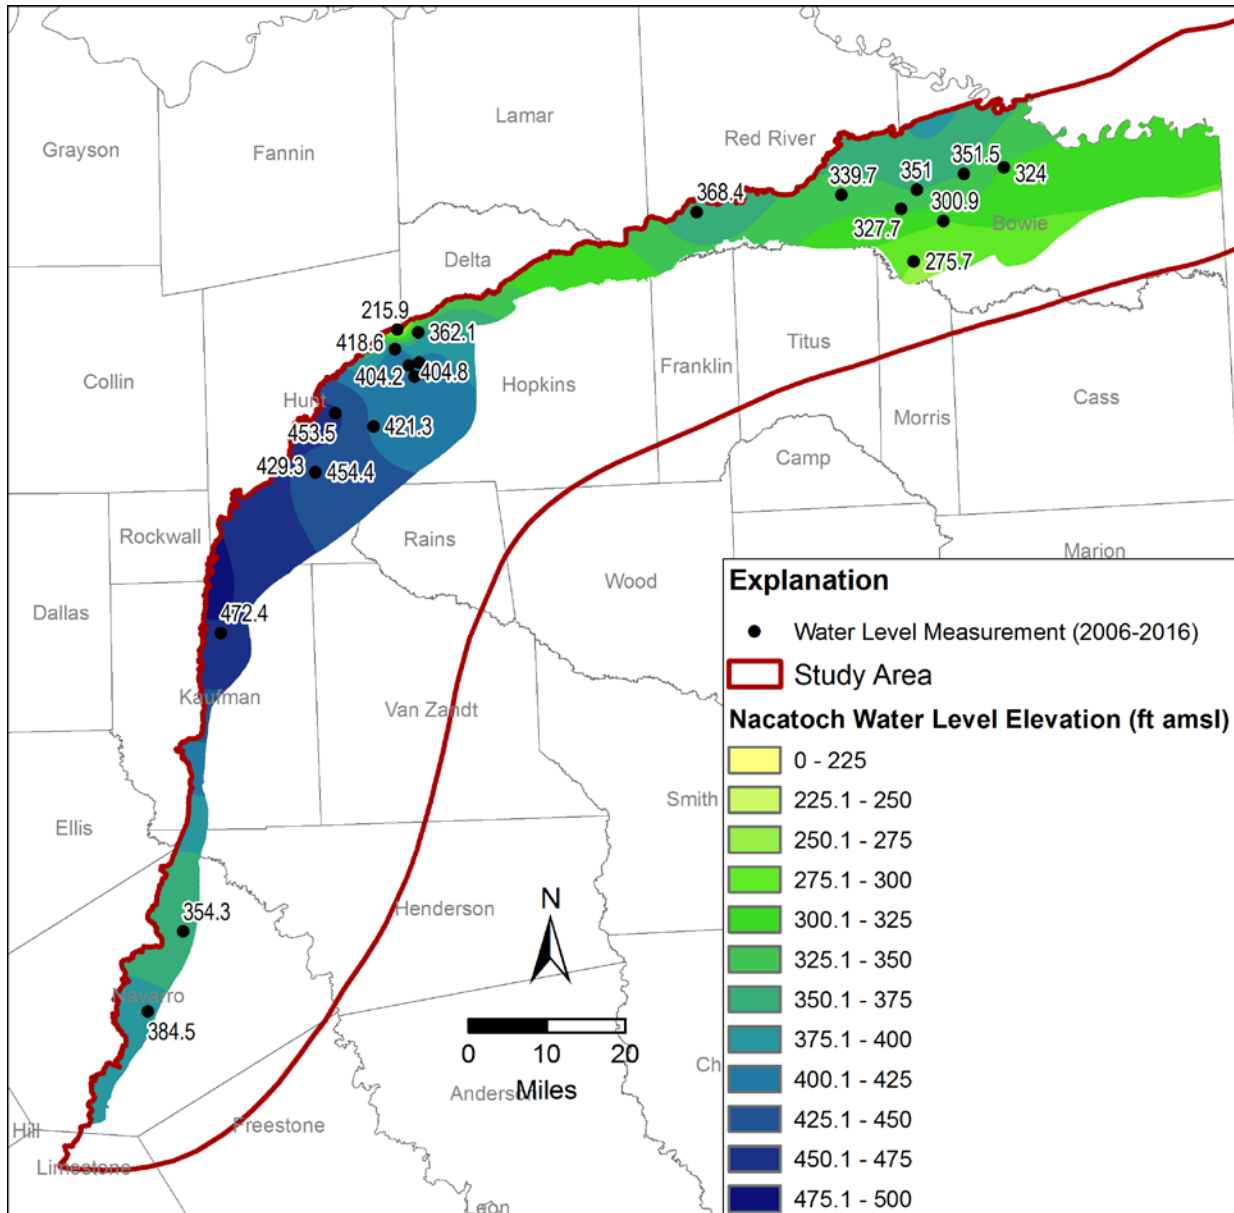 Lamar
Red River
Grayson
Fannin
351.5
339.7
351
324
368.4
300.9
327.7
Bowie
Delta
275.7
215.9
362.1
418.6
Titus
404.2
404.8
Franklin
Collin
Hopkins
Hunt
Cass
Morris
453.5
421.3
Camp
429.3
454.4
Rockwall
Rains
Marion
Wood
Explanation
Dallas
472.4
Water Level Measurement (2006-2016)
Study Area
Kaufman
Van Zandt
Nacatoch Water Level Elevation (ft amsl)
0 - 225
Smith
225.1 - 250
Ellis
250.1 - 275
275.1 - 300
354.3
Henderson
N
300.1 - 325
325.1 - 350
Navarro
350.1 - 375
384.5
375.1 - 400
0 10 20
Miles
Ch
400.1 - 425
Anderson
Freestone
Hill
425.1 - 450
Limestone
450.1 - 475
Leon
475.1 - 500